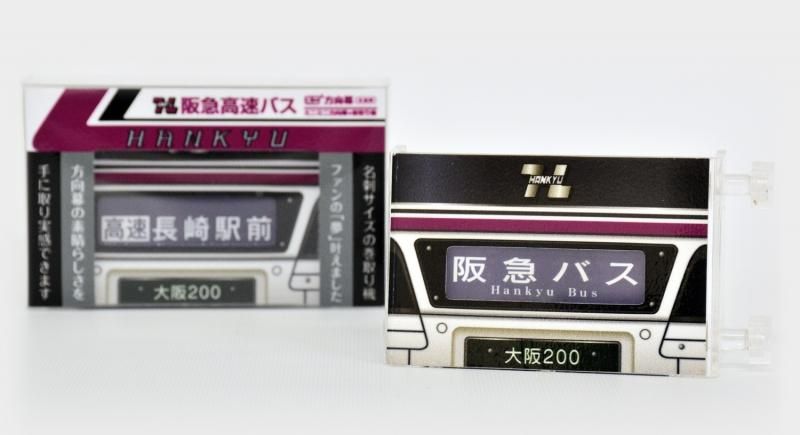 阪急高速バス
方向幕
HANKYU
名刺サイズの巻取り機
ファンの「夢」叶えました
方向幕の素晴らしさを
手に取り実感できます
高速 長崎駅前
大阪200
HANKYU
阪急バス
Hankyu Bus
大阪200